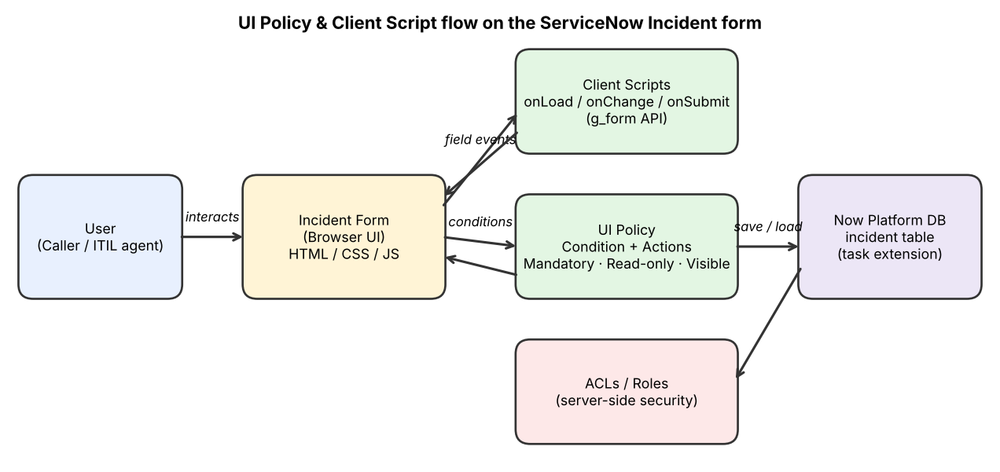 UI Policy & Client Script flow on the ServiceNow Incident form
Client Scripts
onLoad / onChange / onSubmit
(g_form API)
field events
User
(Caller / ITIL agent)
interacts
Incident Form
(Browser UI)
HTML / CSS / JS
conditions
UI Policy
Condition + Actions
Mandatory · Read-only · Visible
save / load
Now Platform DB
incident table
(task extension)
ACLs / Roles
(server-side security)